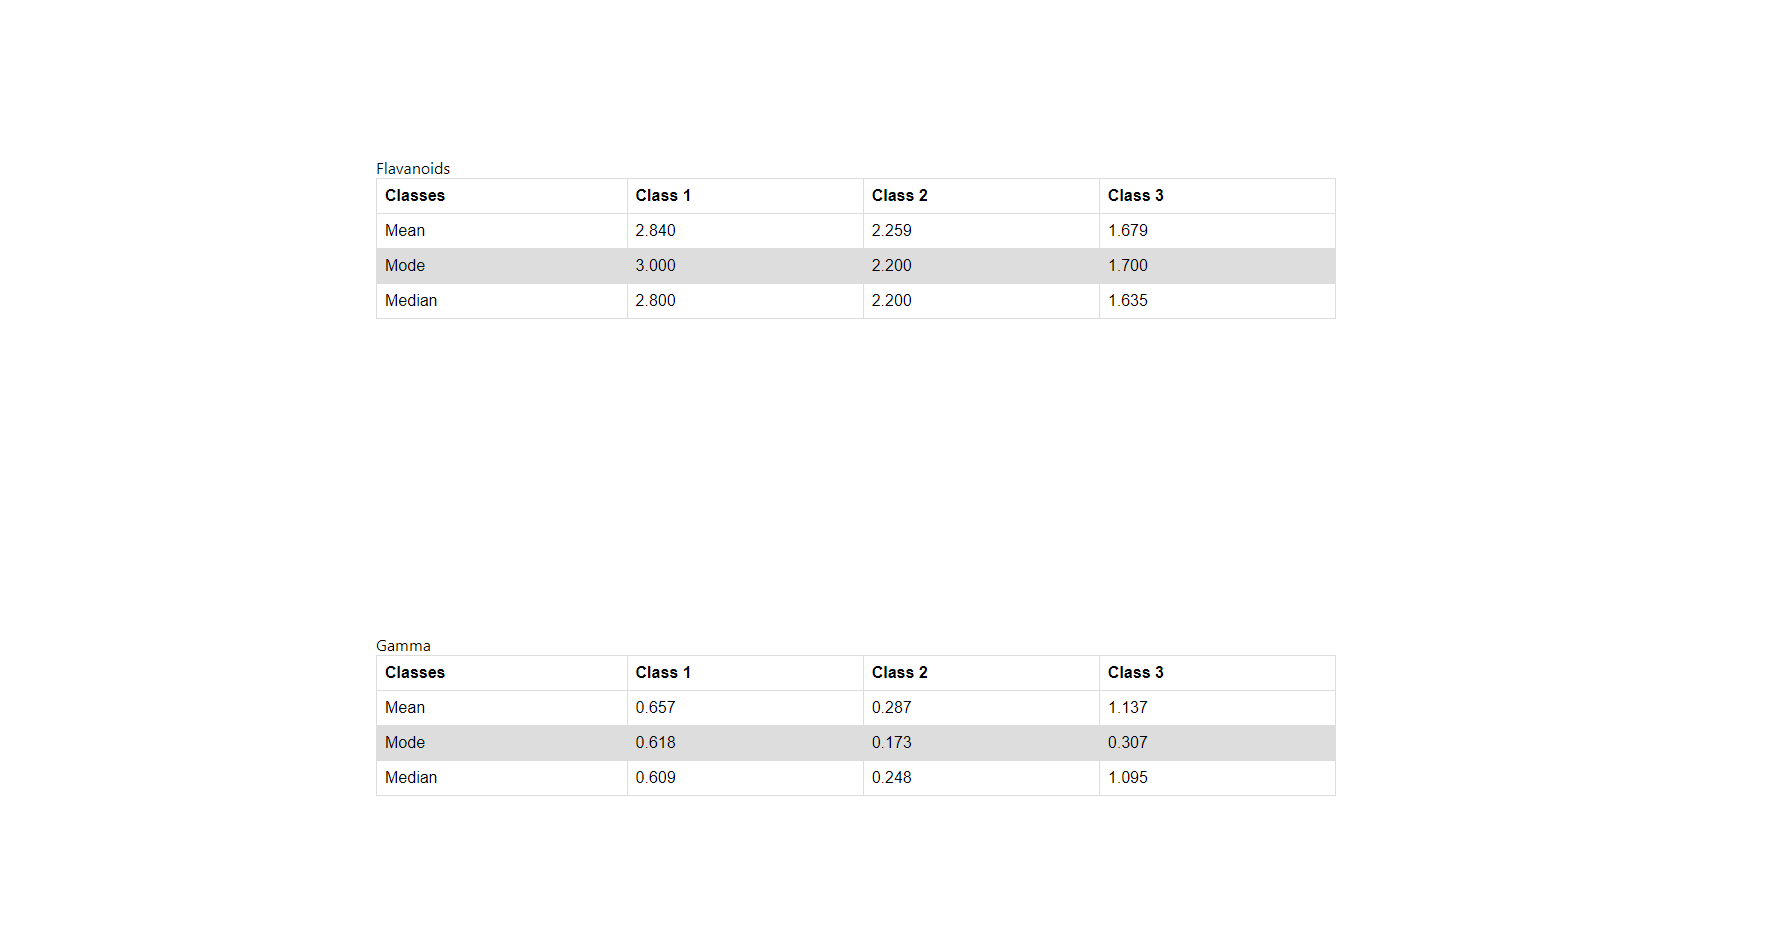 Flavanoids
Classes Class 1 Class 2 Class 3
Mean 2.840 2.259 1.679
Mode 3.000 2.200 1.700
Median 2.800 2.200 1.635
Gamma
Classes Class 1 Class 2 Class 3
Mean 0.657 0.287 1.137
Mode 0.618 0.173 0.307
Median 0.609 0.248 1.095